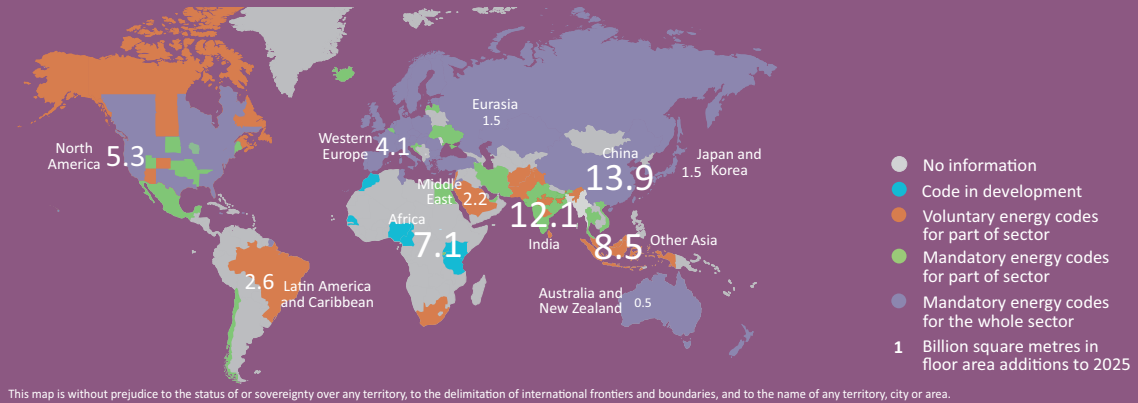 North
America
5.3
Western
Europe
4.1
Eurasia
1.5
China
13.9
Japan and
Korea
1.5
Middle
East
2.2
Africa
7.1
12.1
India
8.5
Other Asia
2.6
Latin America
and Caribbean
Australia and
New Zealand
0.5
No information
Code in development
Voluntary energy codes
for part of sector
Mandatory energy codes
for part of sector
Mandatory energy codes
for the whole sector
1 Billion square metres in
floor area additions to 2025
This map is without prejudice to the status of or sovereignty over any territory, to the delimitation of international frontiers and boundaries, and to the name of any territory, city or area.